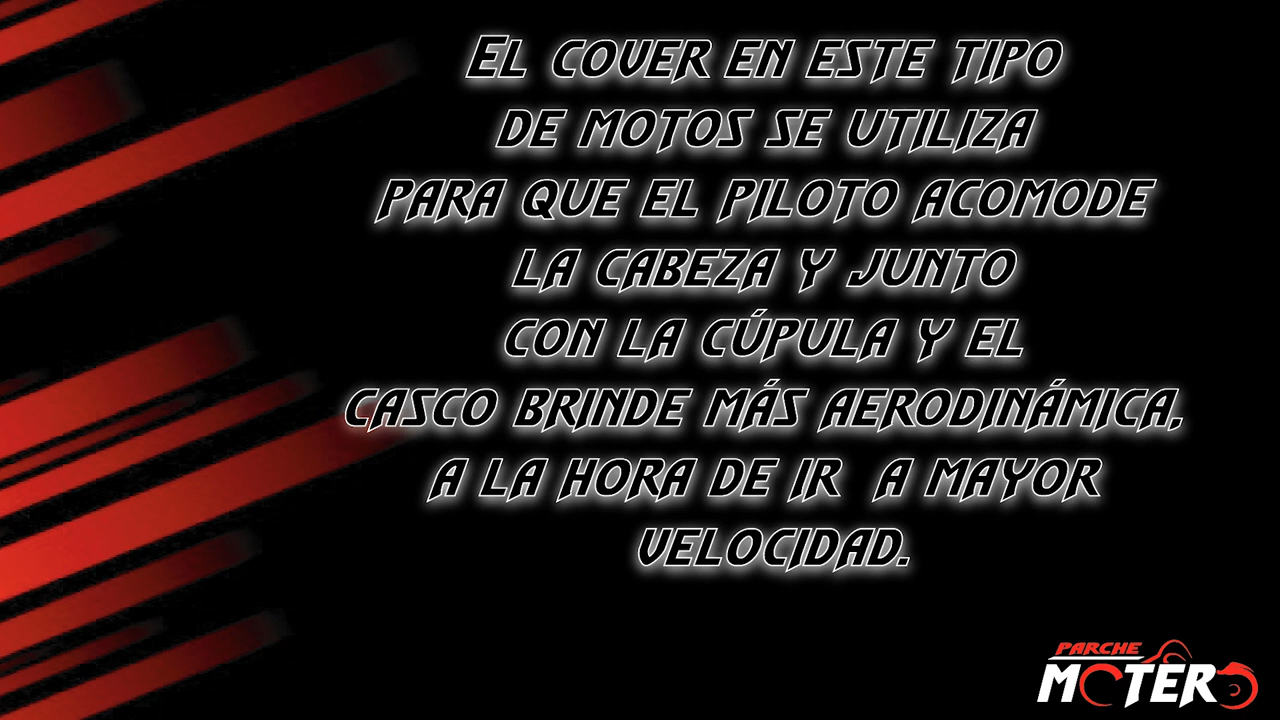 El cover en este tipo
de motos se utiliza
para que el piloto acomode
la cabeza y junto
con la cúpula y el
casco brinde más aerodinámica,
a la hora de ir  a mayor
velocidad.
PARCHE
MOTERO